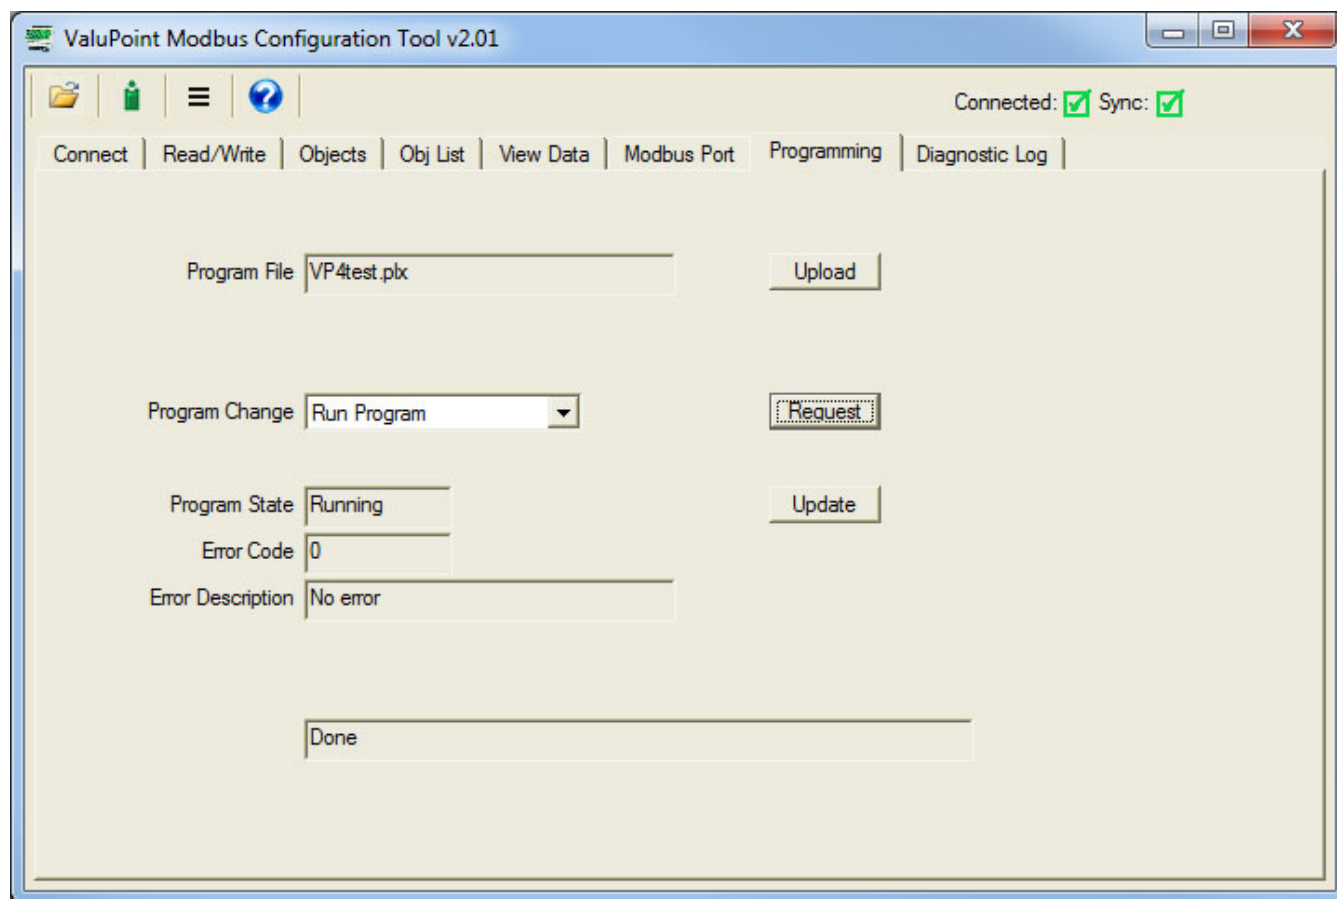 ValuPoint Modbus Configuration Tool v2.01
Connected: Sync:
Connect Read/Write Objects Obj List View Data Modbus Port Programming Diagnostic Log
Program File VP4test.plx Upload
Program Change Run Program Request
Program State Running Update
Error Code 0
Error Description No error
Done